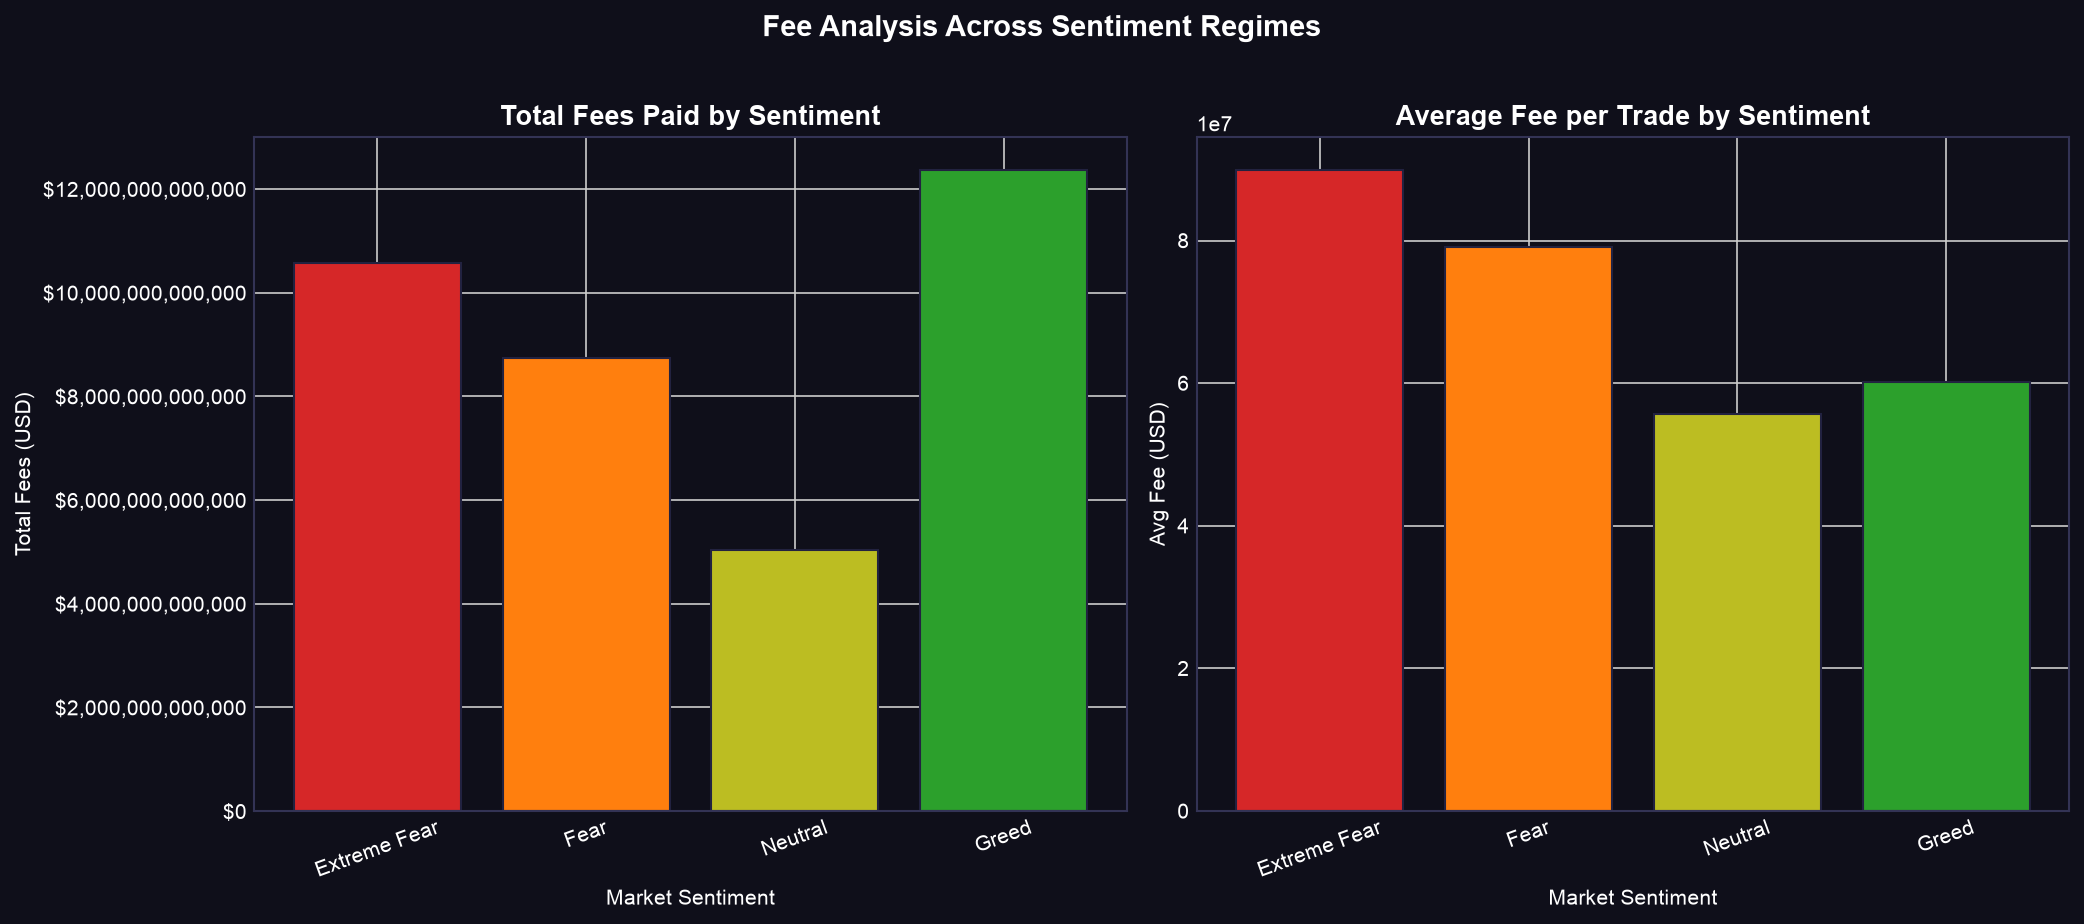 Fee Analysis Across Sentiment Regimes
Total Fees Paid by Sentiment
$12,000,000,000,000
$10,000,000,000,000
$8,000,000,000,000
$6,000,000,000,000
$4,000,000,000,000
$2,000,000,000,000
$0
Total Fees (USD)
Extreme Fear
Fear
Neutral
Greed
Market Sentiment
Average Fee per Trade by Sentiment
1e7
8
6
4
2
0
Avg Fee (USD)
Extreme Fear
Fear
Neutral
Greed
Market Sentiment